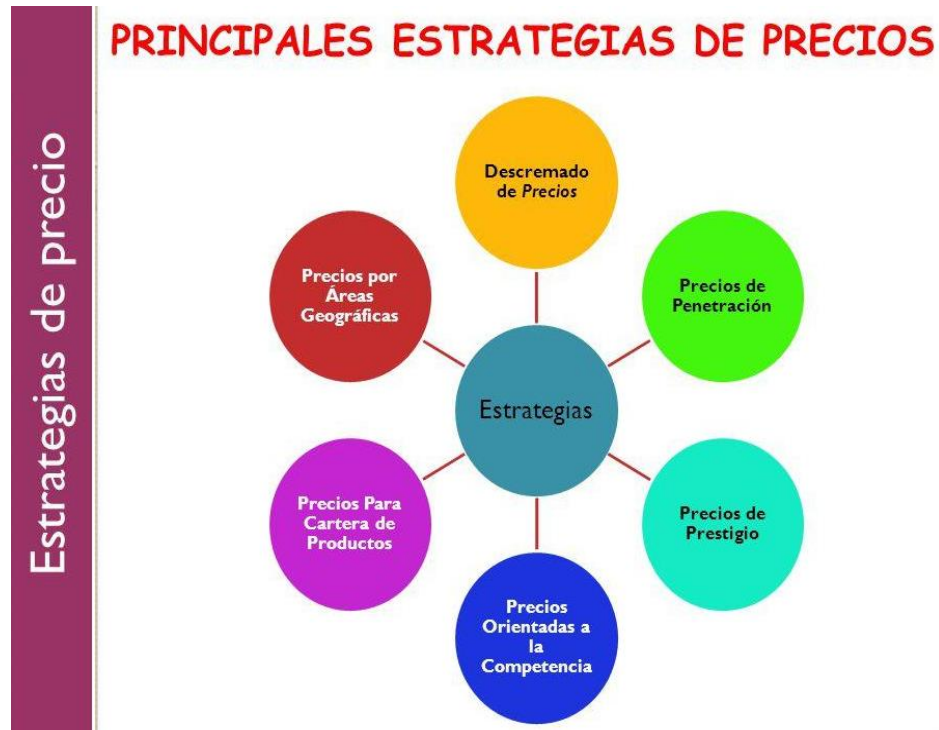 PRINCIPALES ESTRATEGIAS DE PRECIOS
Estrategias de precio
Descremado
de Precios
Precios de
Penetración
Precios de
Prestigio
Precios
Orientadas a
la
Competencia
Precios Para
Cartera de
Productos
Precios por
Áreas
Geográficas
Estrategias